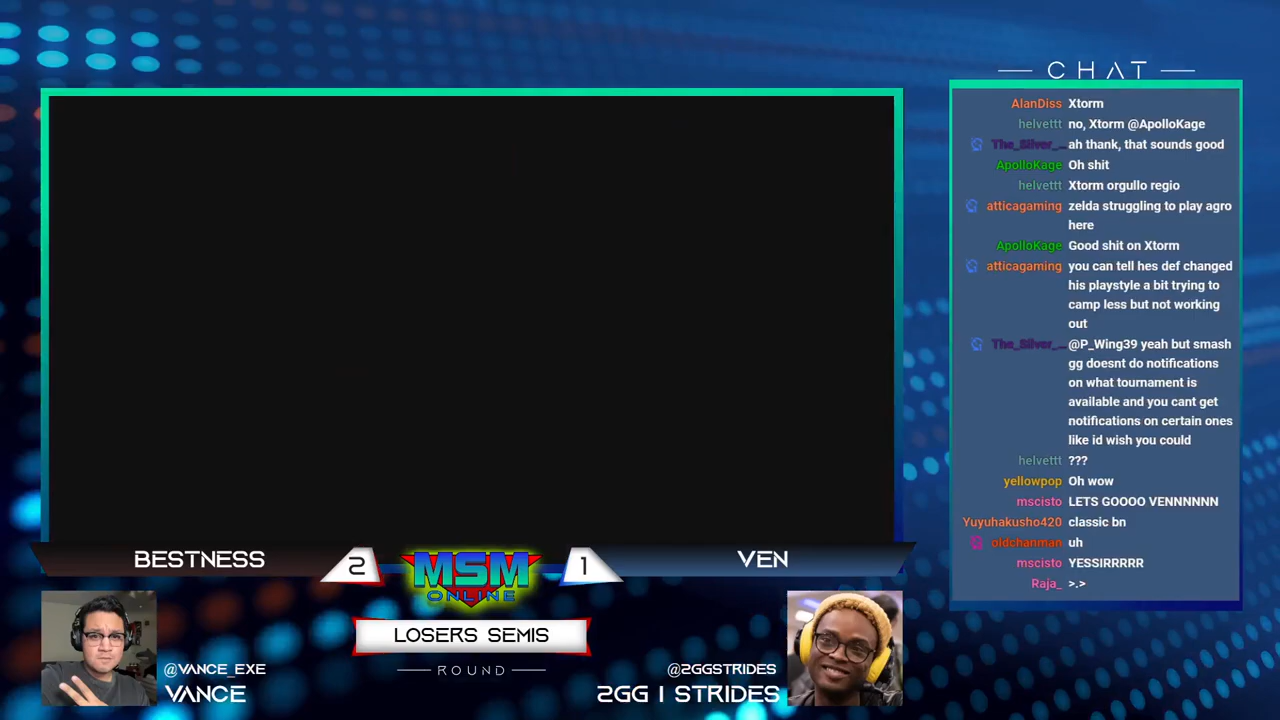 CHAT
AlanDiss Xtorm
helvettt no, Xtorm @ApolloKage
The_Silver_... ah thank, that sounds good
ApolloKage Oh shit
helvettt Xtorm orgullo regio
atticagaming zelda struggling to play agro
here
ApolloKage Good shit on Xtorm
atticagaming you can tell hes def changed
his playstyle a bit trying to
camp less but not working
out
The_Silver_... @P_Wing39 yeah but smash
gg doesnt do notifications
on what tournament is
available and you cant get
notifications on certain ones
like id wish you could
helvettt ???
yellowpop Oh wow
mscisto LETS GOOOO VENNNNNN
Yuyuhakusho420 classic bn
oldchanman uh
mscisto YESSIRRRRR
Raja_ >.>
BESTNESS 2 MSM 1 VEN
ONLINE
LOSERS SEMIS
ROUND
@VANCE_EXE
VANCE
@2GGSTRIDES
2GG | STRIDES